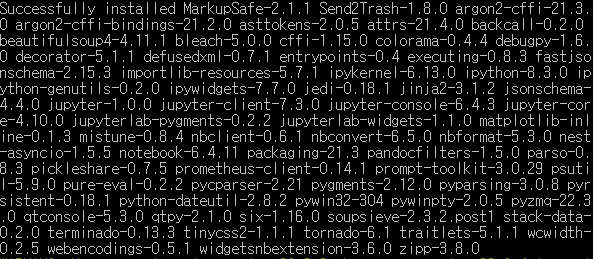 Successfully installed MarkupSafe-2.1.1 Send2Trash-1.8.0 argon2-cffi-21.3.
0 argon2-cffi-bindings-21.2.0 asttokens-2.0.5 attrs-21.4.0 backcall-0.2.0
beautifulsoup4-4.11.1 bleach-5.0.0 cffi-1.15.0 colorama-0.4.4 debugpy-1.6.
0 decorator-5.1.1 defusedxml-0.7.1 entrypoints-0.4 executing-0.8.3 fastjso
nschema-2.15.3 importlib-resources-5.7.1 ipykernel-6.13.0 ipython-8.3.0 ip
ython-genutils-0.2.0 ipywidgets-7.7.0 jedi-0.18.1 jinja2-3.1.2 jsonschema-
4.4.0 jupyter-1.0.0 jupyter-client-7.3.0 jupyter-console-6.4.3 jupyter-cor
e-4.10.0 jupyterlab-pygments-0.2.2 jupyterlab-widgets-1.1.0 matplotlib-inl
ine-0.1.3 mistune-0.8.4 nbclient-0.6.1 nbconvert-6.5.0 nbformat-5.3.0 nest
-asyncio-1.5.5 notebook-6.4.11 packaging-21.3 pandocfilters-1.5.0 parso-0.
8.3 pickleshare-0.7.5 prometheus-client-0.14.1 prompt-toolkit-3.0.29 psuti
l-5.9.0 pure-eval-0.2.2 pycparser-2.21 pygments-2.12.0 pyparsing-3.0.8 pyr
sistent-0.18.1 python-dateutil-2.8.2 pywin32-304 pywinpty-2.0.5 pyzmq-22.3
.0 qtconsole-5.3.0 qtpy-2.1.0 six-1.16.0 soupsieve-2.3.2.post1 stack-data-
0.2.0 terminado-0.13.3 tinycss2-1.1.1 tornado-6.1 traitlets-5.1.1 wcwidth-
0.2.5 webencodings-0.5.1 widgetsnbextension-3.6.0 zipp-3.8.0